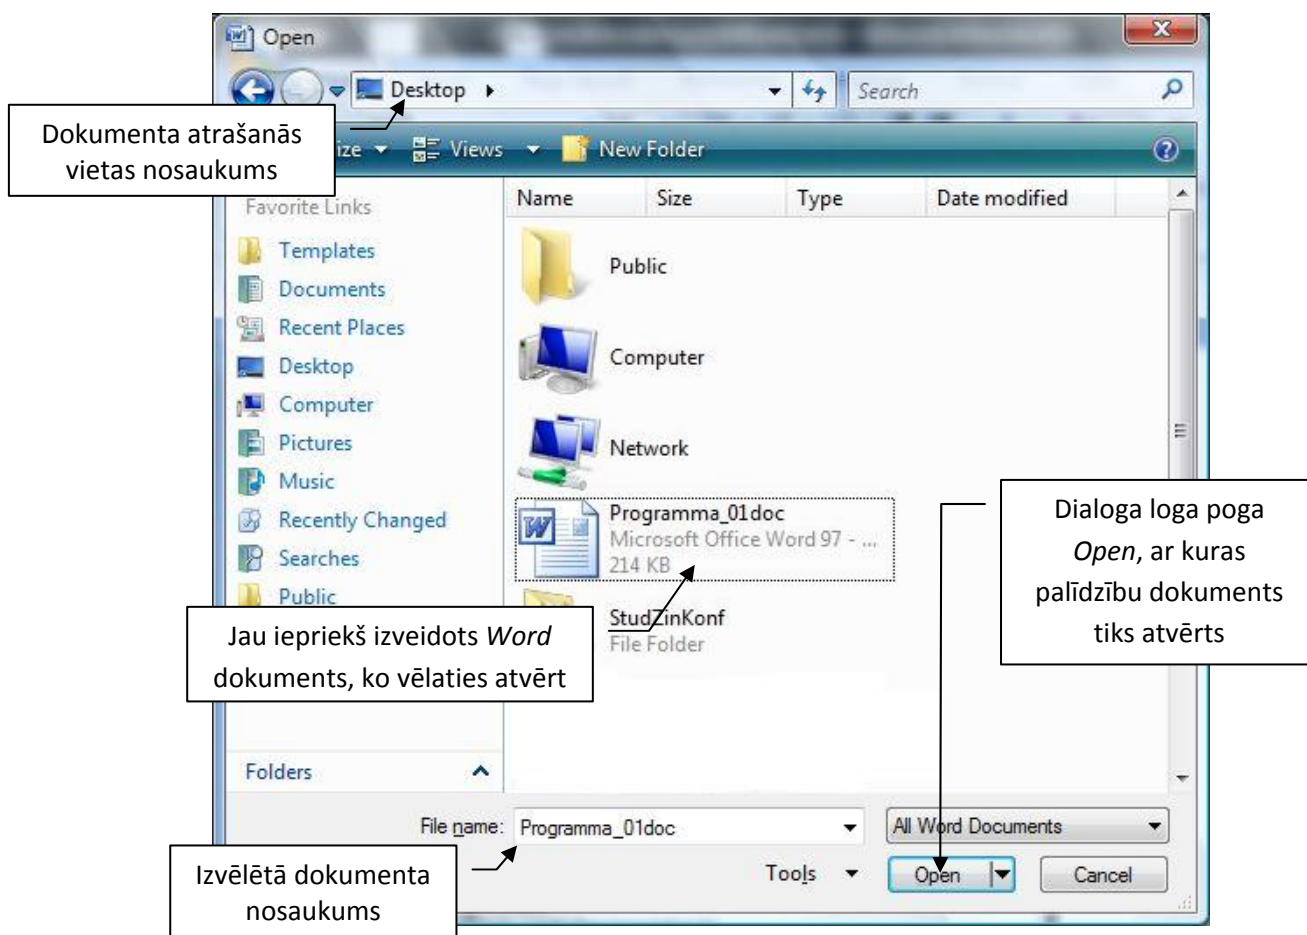 Open
Desktop
Search
Dokumenta atrašanās
vietas nosaukums
ize
Views
New Folder
Favorite Links
Name Size Type Date modified
Templates
Documents
Recent Places
Desktop
Computer
Pictures
Music
Recently Changed
Searches
Public
Public
Computer
Network
Programma_01doc
Microsoft Office Word 97 - ...
214 KB
StudZinKonf
File Folder
Dialoga loga poga
Open, ar kuras
palīdzību dokuments
tiks atvērts
Jau iepriekš izveidots Word
dokuments, ko vēlaties atvērt
Folders
File name: Programma_01doc
All Word Documents
Izvēlētā dokumenta
nosaukums
Tools
Open
Cancel